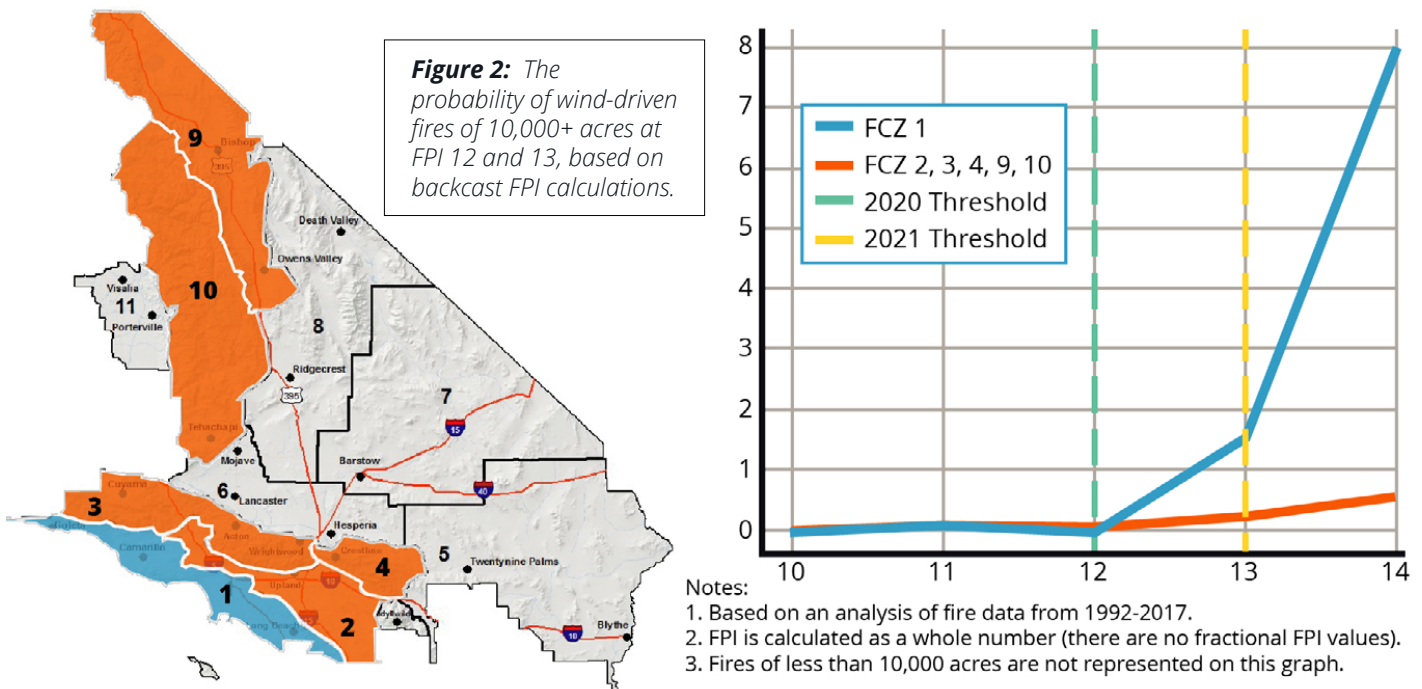 Figure 2: The
probability of wind-driven
fires of 10,000+ acres at
FPI 12 and 13, based on
backcast FPI calculations.
9
Bishop
395
Death Valley
Owens Valley
10
Visalia
11
Porterville
8
Ridgecrest
395
7
15
Tehachapi
Mojave
Barstow
6
Lancaster
40
3
Cuyama
Hesperia
Goleta
Acton
Camarillo
Wrightwood
Crestline
5
4
Twentynine Palms
Upland
10
1
Long Beach
2
Idyllwild
Blythe
10
8
7
6
5
4
3
2
1
0
10
11
12
13
14
FCZ 1
FCZ 2, 3, 4, 9, 10
2020 Threshold
2021 Threshold
Notes:
1. Based on an analysis of fire data from 1992-2017.
2. FPI is calculated as a whole number (there are no fractional FPI values).
3. Fires of less than 10,000 acres are not represented on this graph.